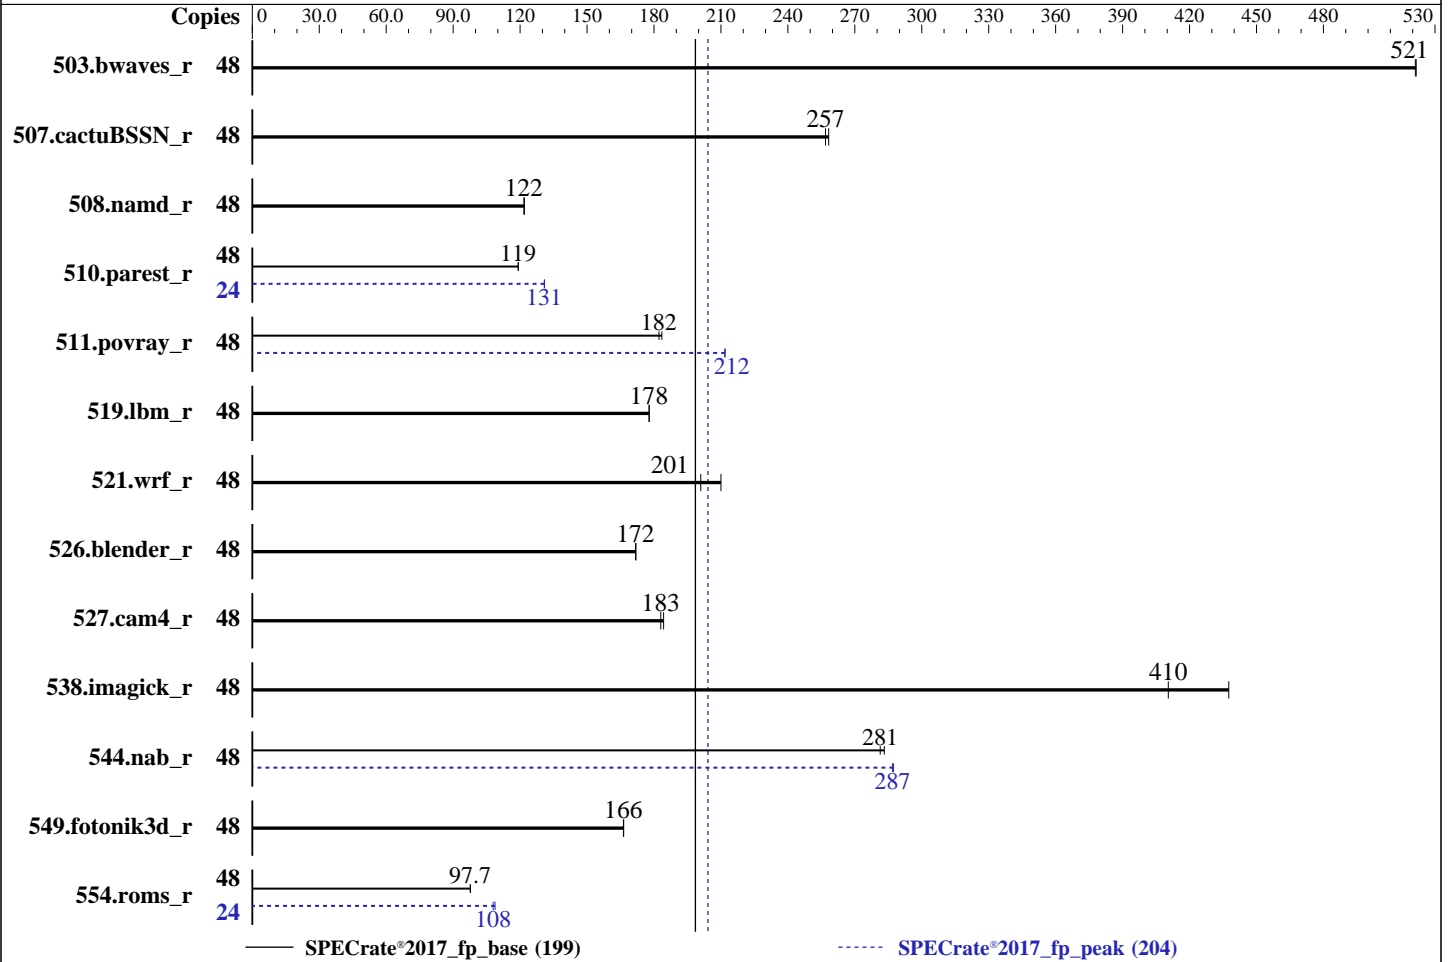 Copies 0 30.0 60.0 90.0 120 150 180 210 240 270 300 330 360 390 420 450 480 530
503.bwaves_r 48 521
507.cactuBSSN_r 48 257
508.namd_r 48 122
510.parest_r 48 119
24 131
511.povray_r 48 182
212
519.lbm_r 48 178
521.wrf_r 48 201
526.blender_r 48 172
527.cam4_r 48 183
538.imagick_r 48 410
544.nab_r 48 281
287
549.fotonik3d_r 48 166
554.roms_r 48 97.7
24 108
SPECrate®2017_fp_base (199) SPECrate®2017_fp_peak (204)